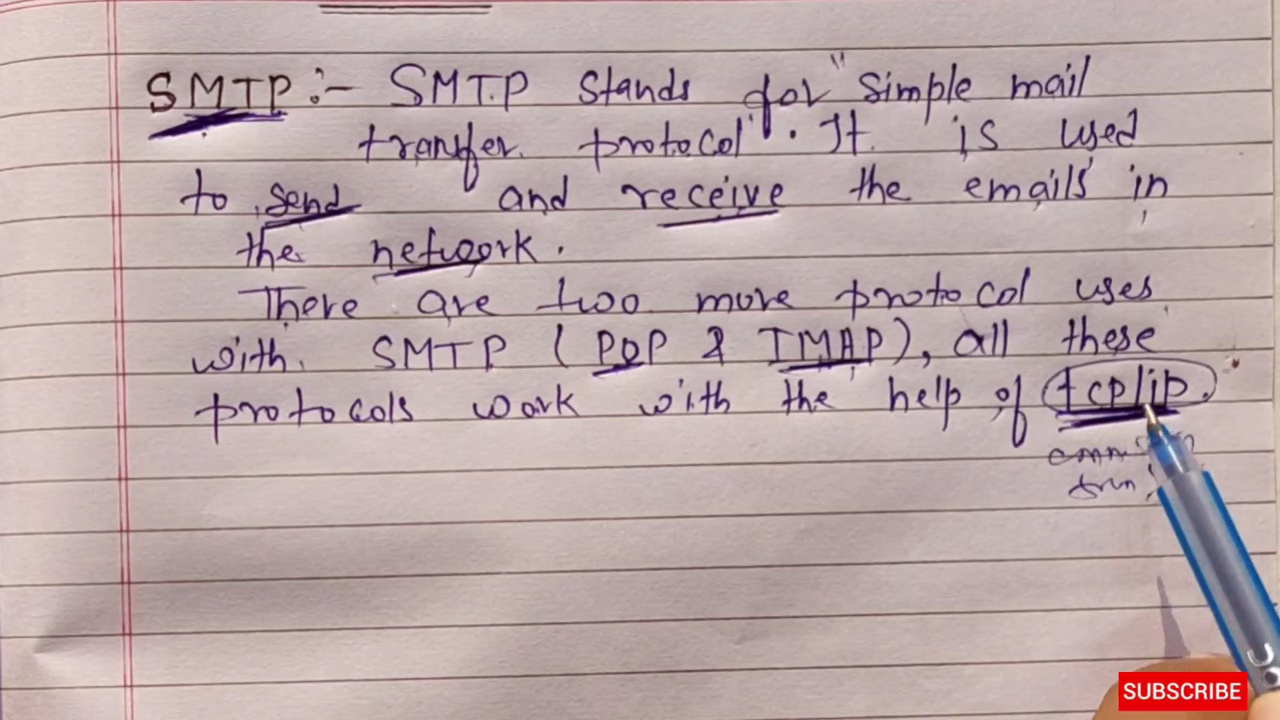 SMTP :- SMTP stands for "simple mail
transfer protocol". It is used
to send and receive the emails in
the network.
There are two more protocol uses
with SMTP (POP & IMAP), all these
protocols work with the help of tcp/ip.
SUBSCRIBE